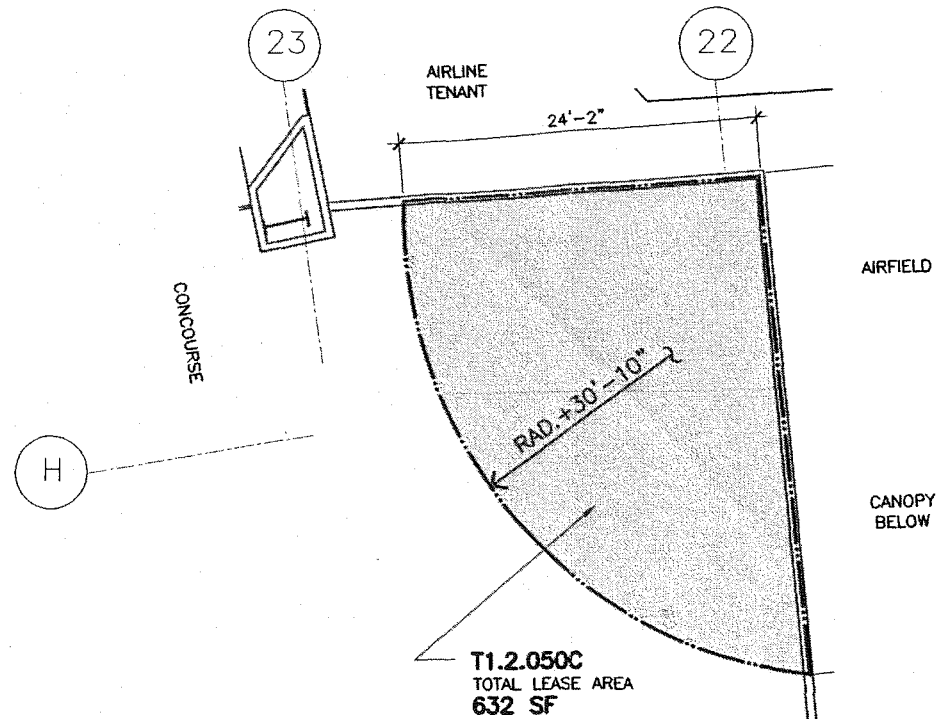 23
22
AIRLINE
TENANT
24'-2"
AIRFIELD
CONCOURSE
RAD.+30'-10"
H
CANOPY
BELOW
T1.2.050C
TOTAL LEASE AREA
632 SF